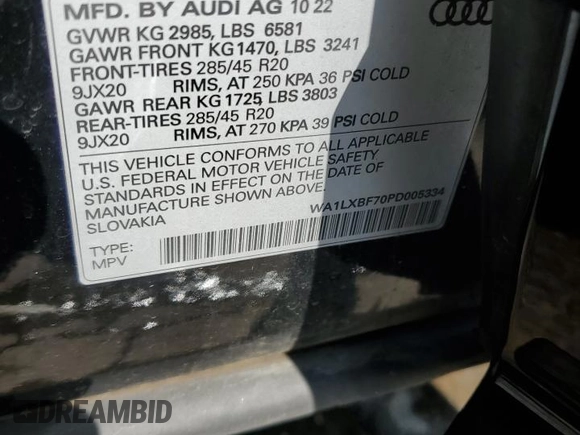 MFD. BY AUDI AG 10 22
GVWR KG 2985, LBS 6581
GAWR FRONT KG1470, LBS 3241
FRONT-TIRES 285/45 R20
9JX20 RIMS, AT 250 KPA 36 PSI COLD
GAWR REAR KG1725, LBS 3803
REAR-TIRES 285/45 R20
9JX20 RIMS, AT 270 KPA 39 PSI COLD
THIS VEHICLE CONFORMS TO ALL APPLICABLE
U.S. FEDERAL MOTOR VEHICLE SAFETY
STANDARDS IN EFFECT ON THE DATE OF
MANUFACTURE SHOWN ABOVE.
SLOVAKIA
WA1LXBF70PD005334
TYPE:
MPV
DREAMBID